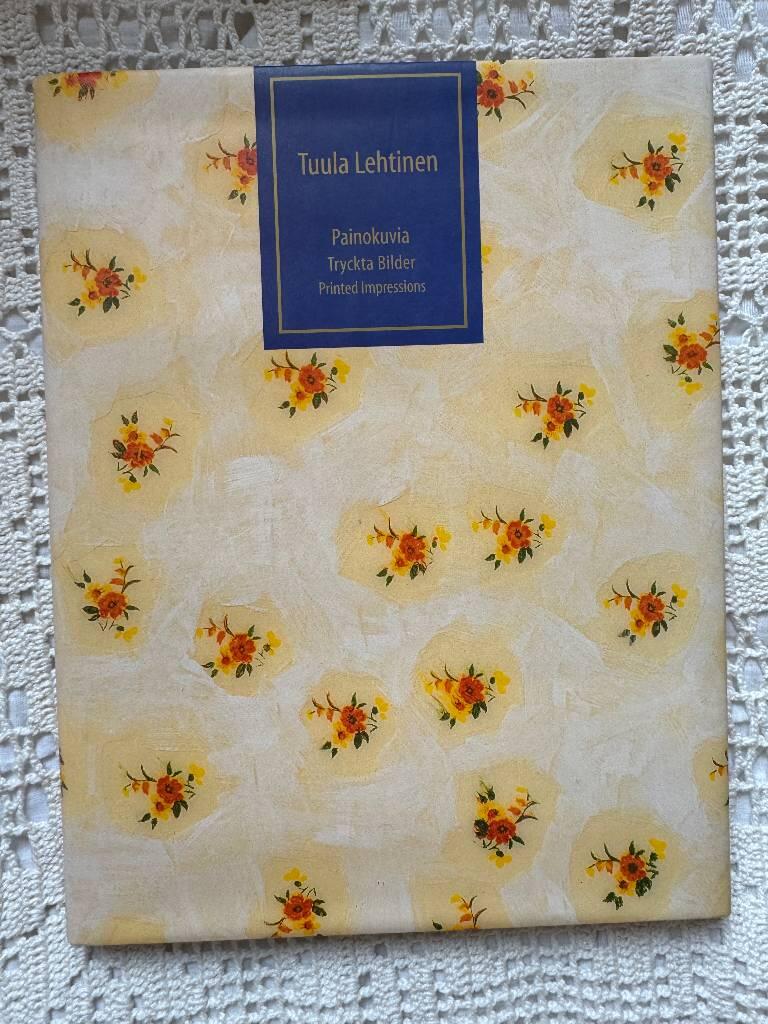 Tuula Lehtinen
Painokuvia
Tryckta Bilder
Printed Impressions